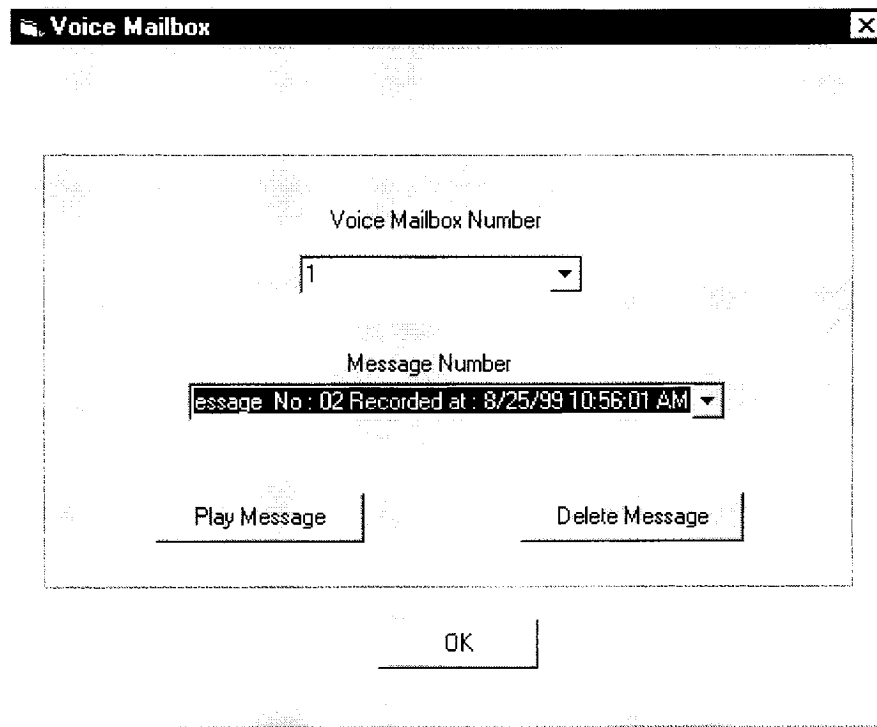 Voice Mailbox
Voice Mailbox Number
1
Message Number
essage No : 02 Recorded at : 8/25/99 10:56:01 AM
Play Message
Delete Message
OK